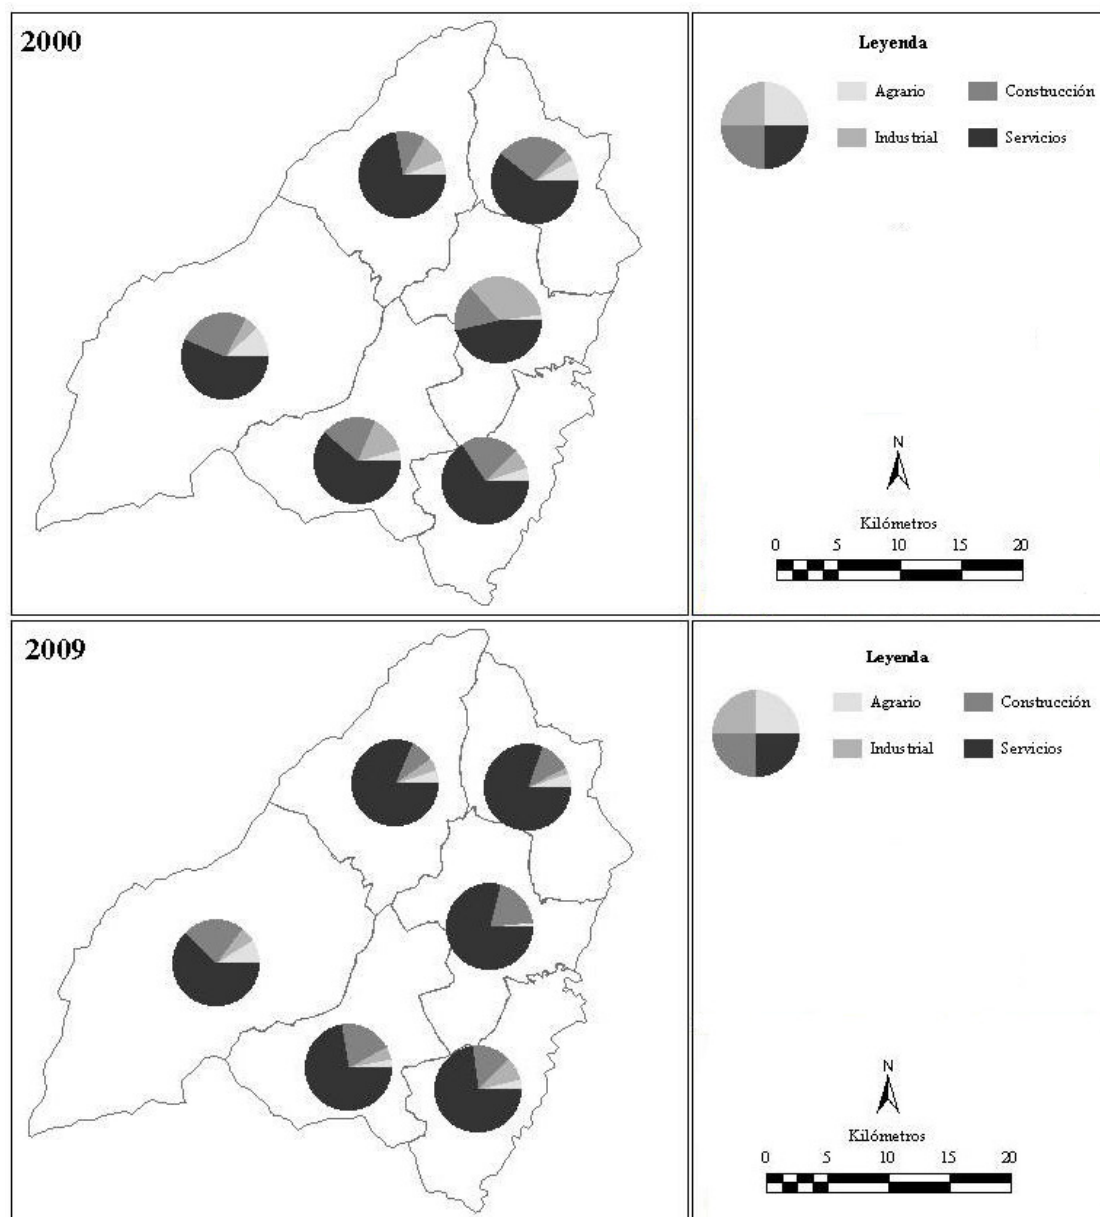 2000
Leyenda
Agrario Construcción
Industrial Servicios
N
Kilómetros
0 5 10 15 20
2009
Leyenda
Agrario Construcción
Industrial Servicios
N
Kilómetros
0 5 10 15 20